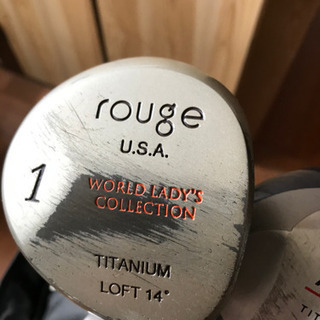 rouge
U.S.A.
1
WORLD LADY'S
COLLECTION
TITANIUM
LOFT 14°